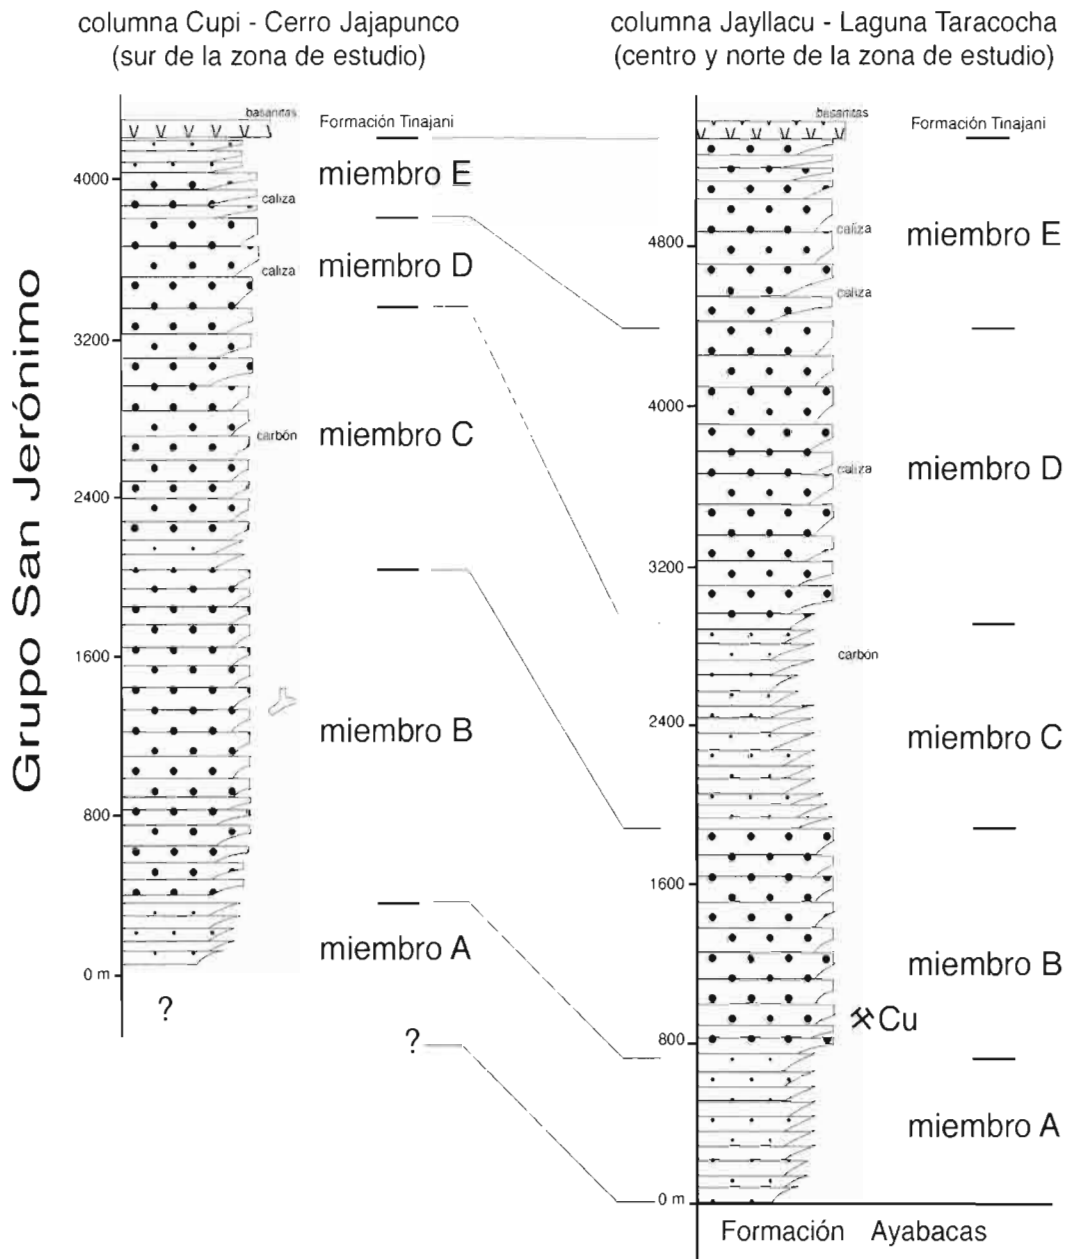 columna Cupi - Cerro Jajapunco
(sur de la zona de estudio)
columna Jayllacu - Laguna Taracocha
(centro y norte de la zona de estudio)
Grupo San Jerónimo
basanitas
Formación Tinajani
miembro E
4000
caliza
miembro D
caliza
3200
miembro C
carbón
2400
1600
miembro B
800
miembro A
0 m
?
?
basanitas
Formación Tinajani
miembro E
caliza
4800
caliza
4000
caliza
miembro D
3200
carbón
2400
miembro C
1600
miembro B
Cu
800
miembro A
0 m
Formación Ayabacas